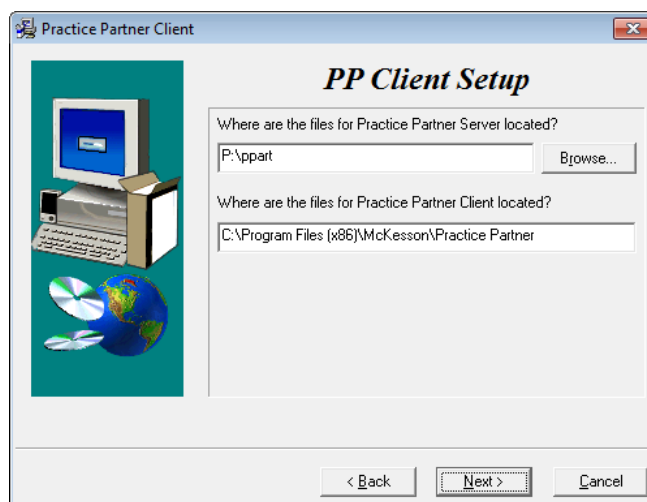 Practice Partner Client
PP Client Setup
Where are the files for Practice Partner Server located?
P:\ppart
Browse...
Where are the files for Practice Partner Client located?
C:\Program Files (x86)\McKesson\Practice Partner
< Back
Next >
Cancel